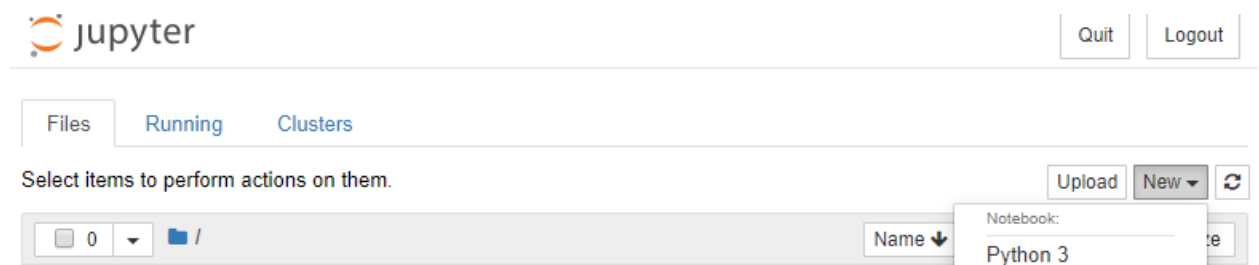 jupyter
Quit Logout
Files Running Clusters
Select items to perform actions on them.
Upload New
0 / Name
Notebook:
Python 3